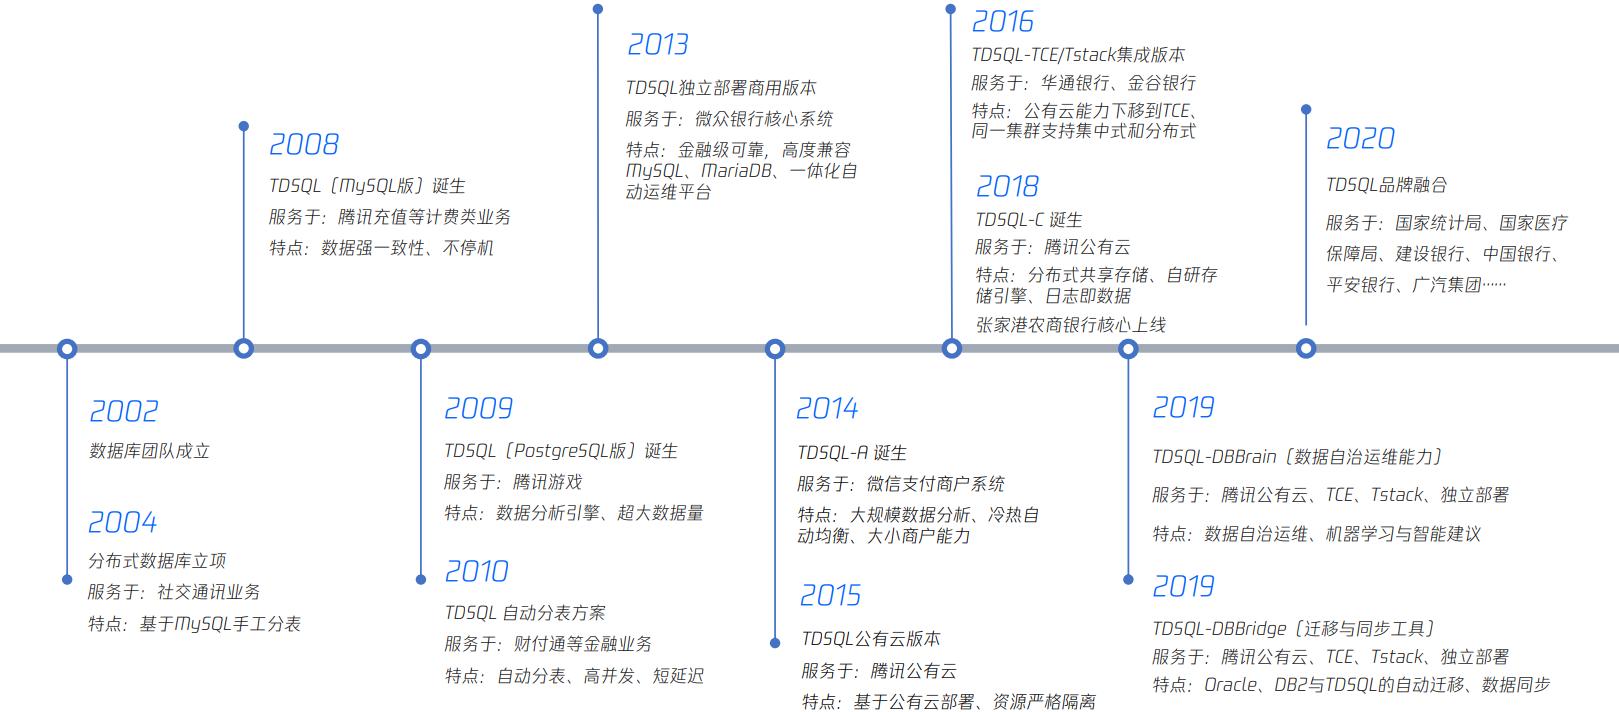 2002
数据库团队成立
2004
分布式数据库立项
服务于：社交通讯业务
特点：基于MySQL手工分表
2008
TDSQL（MySQL版）诞生
服务于：腾讯充值等计费类业务
特点：数据强一致性、不停机
2009
TDSQL（PostgreSQL版）诞生
服务于：腾讯游戏
特点：数据分析引擎、超大数据量
2010
TDSQL 自动分表方案
服务于：财付通等金融业务
特点：自动分表、高并发、短延迟
2013
TDSQL独立部署商用版本
服务于：微众银行核心系统
特点：金融级可靠，高度兼容
MySQL、MariaDB、一体化自
动运维平台
2014
TDSQL-A 诞生
服务于：微信支付商户系统
特点：大规模数据分析、冷热自
动均衡、大小商户能力
2015
TDSQL公有云版本
服务于：腾讯公有云
特点：基于公有云部署、资源严格隔离
2016
TDSQL-TCE/Tstack集成版本
服务于：华通银行、金谷银行
特点：公有云能力下移到TCE、
同一集群支持集中式和分布式
2018
TDSQL-C 诞生
服务于：腾讯公有云
特点：分布式共享存储、自研存
储引擎、日志即数据
张家港农商银行核心上线
2019
TDSQL-DBBrain（数据自治运维能力）
服务于：腾讯公有云、TCE、Tstack、独立部署
特点：数据自治运维、机器学习与智能建议
2019
TDSQL-DBBridge（迁移与同步工具）
服务于：腾讯公有云、TCE、Tstack、独立部署
特点：Oracle、DB2与TDSQL的自动迁移、数据同步
2020
TDSQL品牌融合
服务于：国家统计局、国家医疗
保障局、建设银行、中国银行、
平安银行、广汽集团……